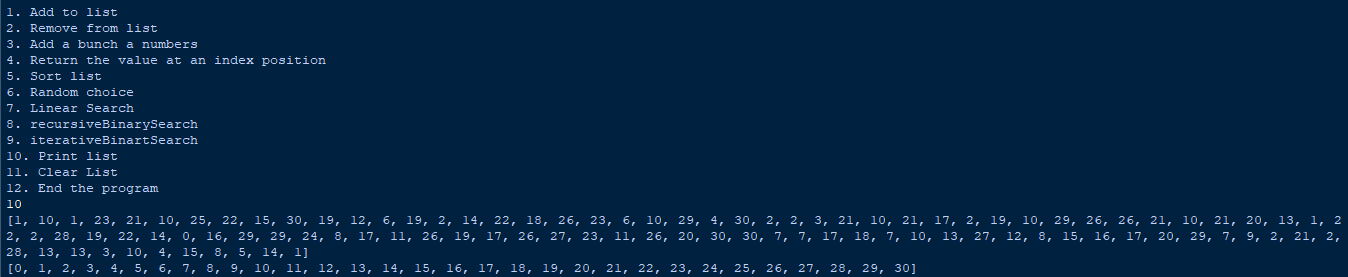 1. Add to list
2. Remove from list
3. Add a bunch a numbers
4. Return the value at an index position
5. Sort list
6. Random choice
7. Linear Search
8. recursiveBinarySearch
9. iterativeBinartSearch
10. Print list
11. Clear List
12. End the program
10
[1, 10, 1, 23, 21, 10, 25, 22, 15, 30, 19, 12, 6, 19, 2, 14, 22, 18, 26, 23, 6, 10, 29, 4, 30, 2, 2, 3, 21, 10, 21, 17, 2, 19, 10, 29, 26, 26, 21, 10, 21, 20, 13, 1, 2
2, 2, 28, 19, 22, 14, 0, 16, 29, 29, 24, 8, 17, 11, 26, 19, 17, 26, 27, 23, 11, 26, 20, 30, 30, 7, 7, 17, 18, 7, 10, 13, 27, 12, 8, 15, 16, 17, 20, 29, 7, 9, 2, 21, 2,
28, 13, 13, 3, 10, 4, 15, 8, 5, 14, 1]
[0, 1, 2, 3, 4, 5, 6, 7, 8, 9, 10, 11, 12, 13, 14, 15, 16, 17, 18, 19, 20, 21, 22, 23, 24, 25, 26, 27, 28, 29, 30]